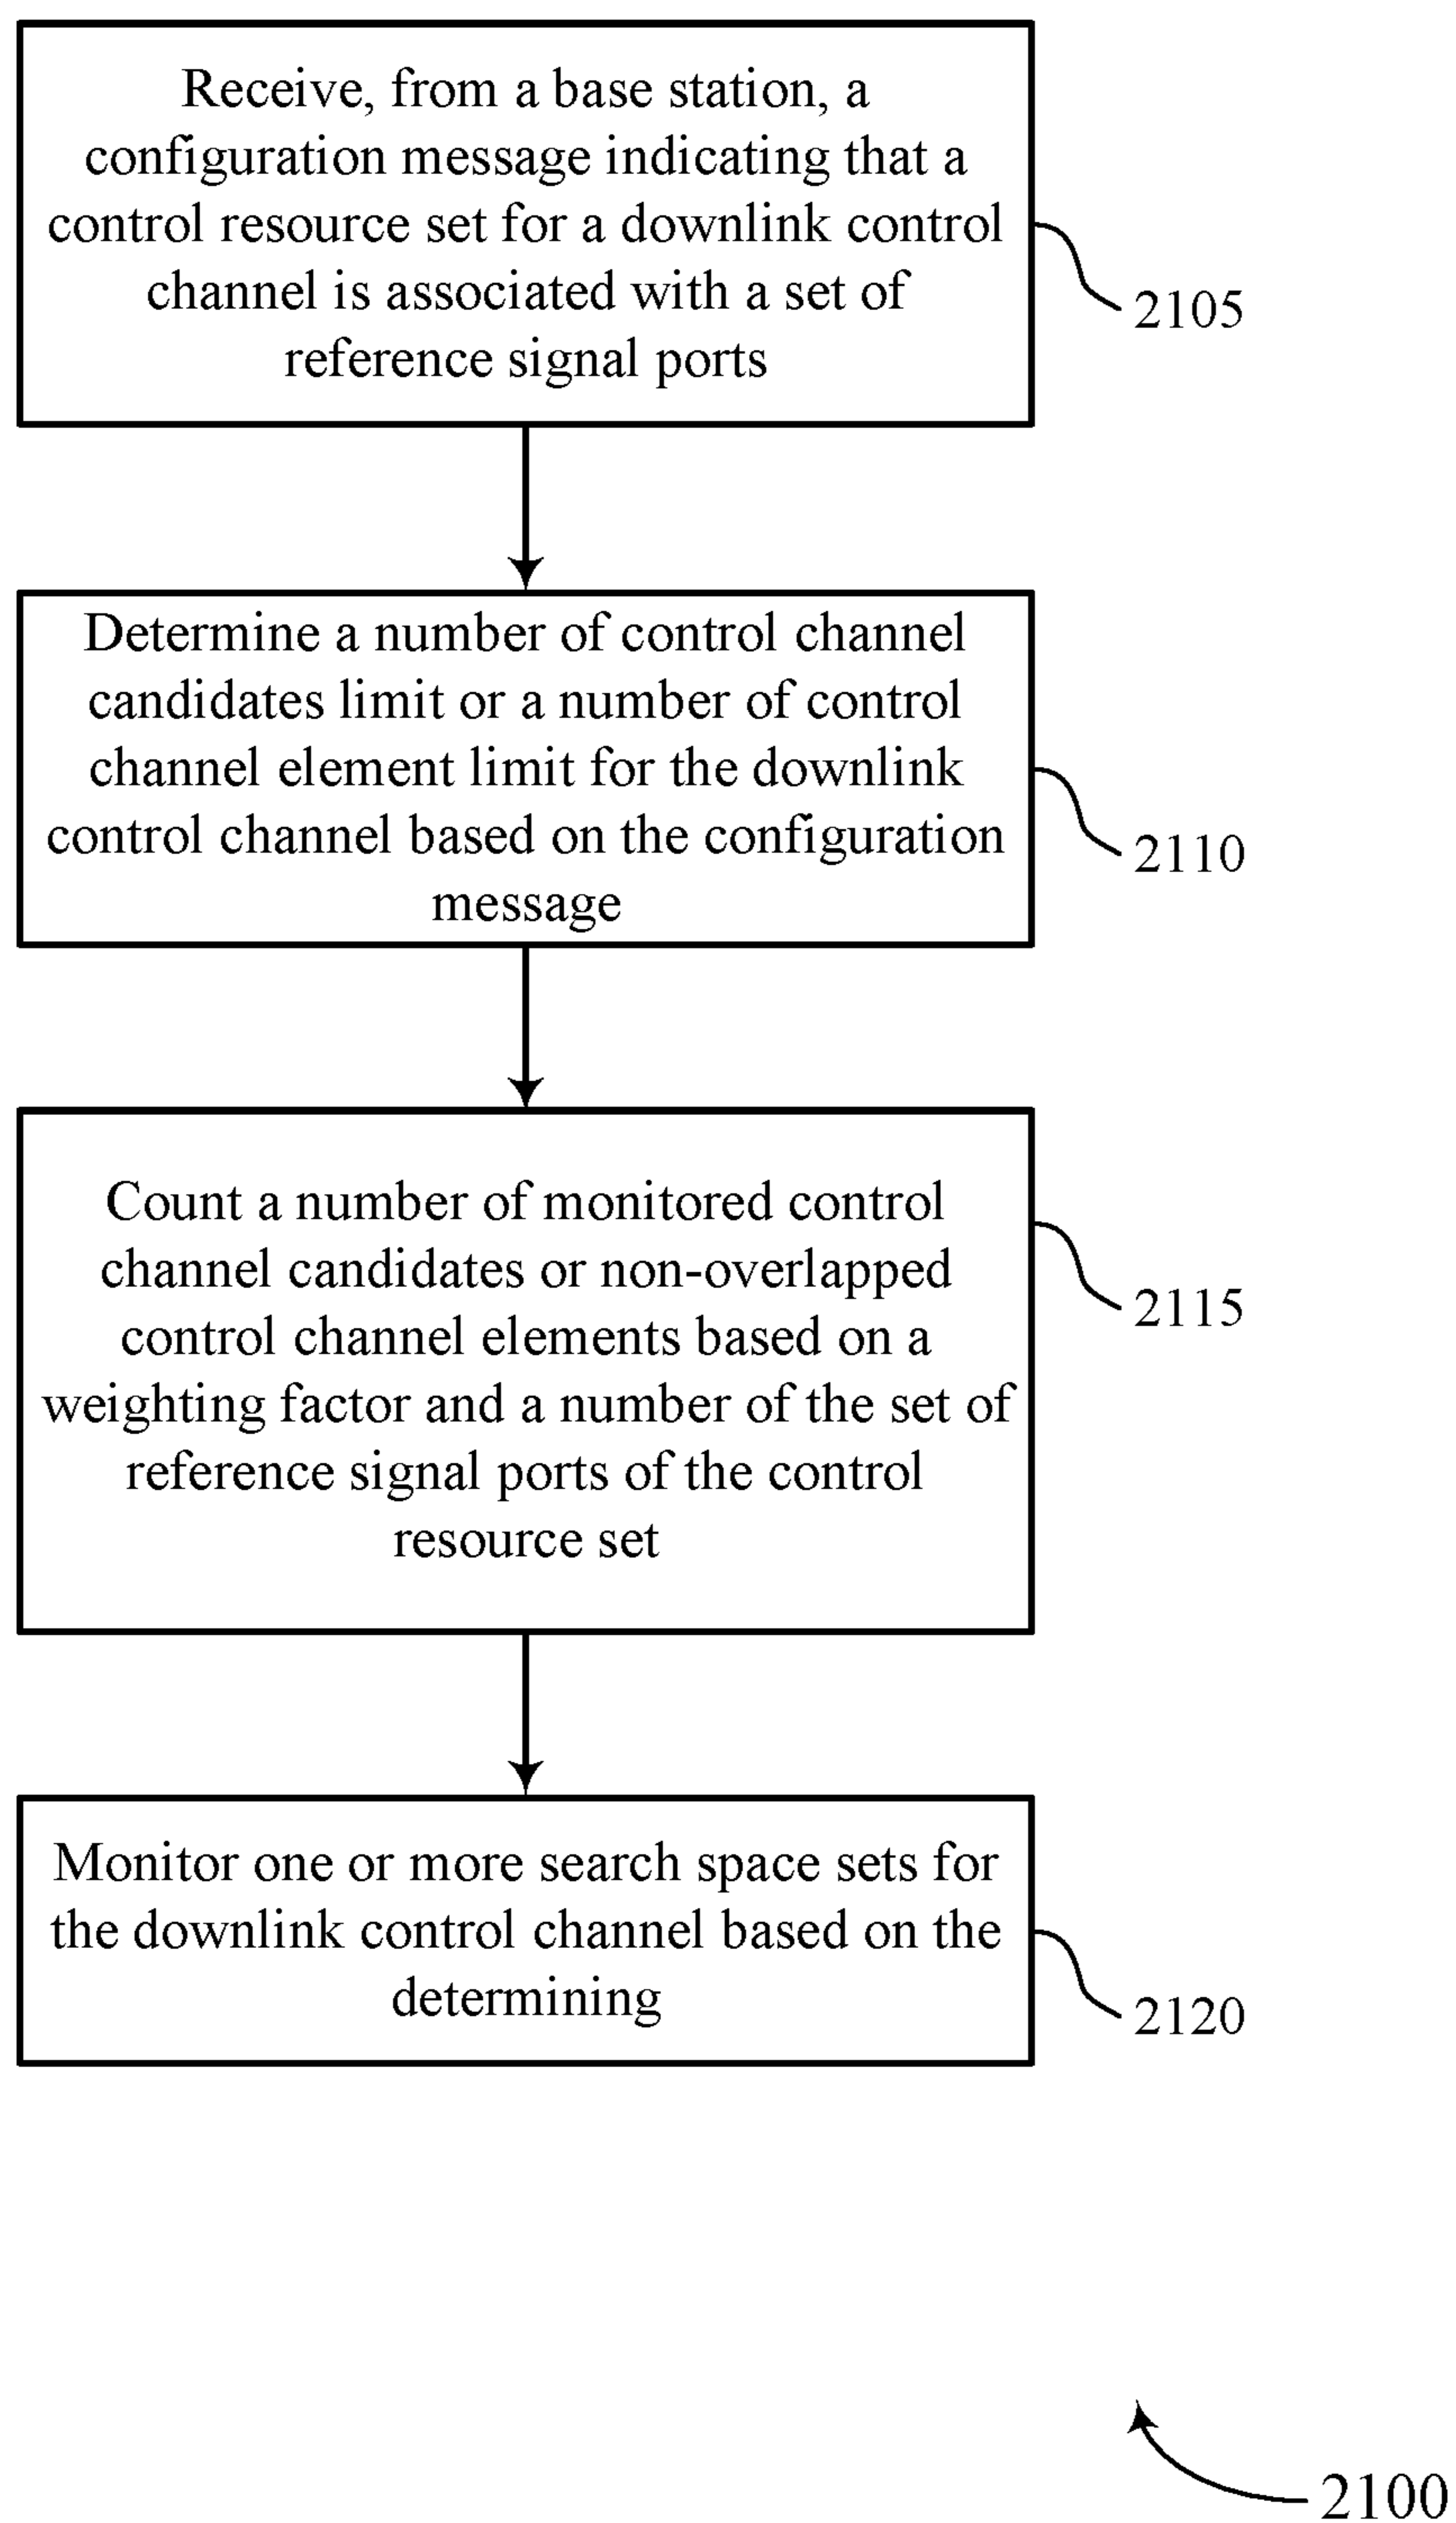 Receive, from a base station, a
configuration message indicating that a
control resource set for a downlink control
channel is associated with a set of
reference signal ports
2105
Determine a number of control channel
candidates limit or a number of control
channel element limit for the downlink
control channel based on the configuration
message
2110
Count a number of monitored control
channel candidates or non-overlapped
control channel elements based on a
weighting factor and a number of the set of
reference signal ports of the control
resource set
2115
Monitor one or more search space sets for
the downlink control channel based on the
determining
2120
2100